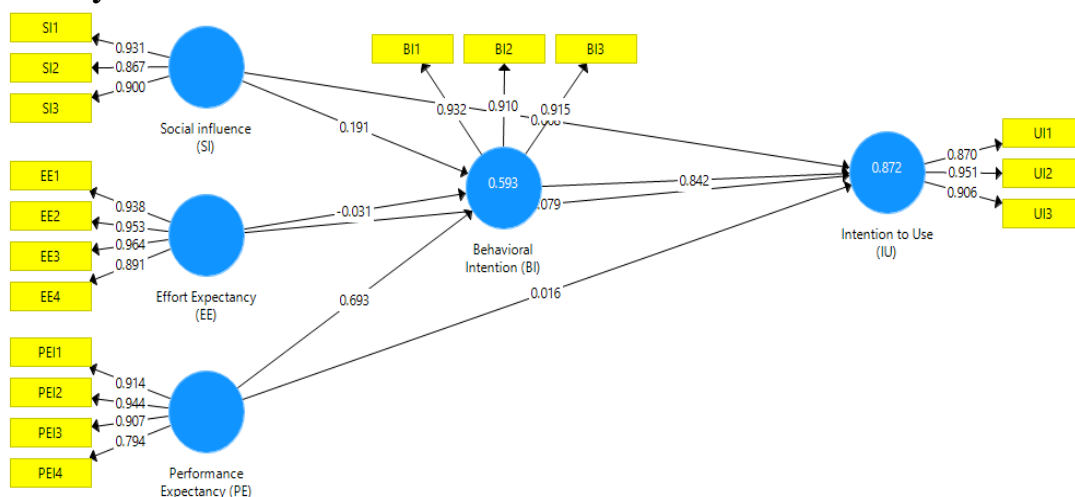 SI1
0.931
SI2
0.867
SI3
0.900
Social influence
(SI)
BI1
BI2
BI3
0.932
0.910
0.915
0.191
EE1
0.938
EE2
0.953
EE3
0.964
EE4
0.891
Effort Expectancy
(EE)
-0.031
0.593
Behavioral
Intention (BI)
0.842
0.872
Intention to Use
(IU)
UI1
0.870
UI2
0.951
UI3
0.906
0.693
0.016
PEI1
0.914
PEI2
0.944
PEI3
0.907
PEI4
0.794
Performance
Expectancy (PE)